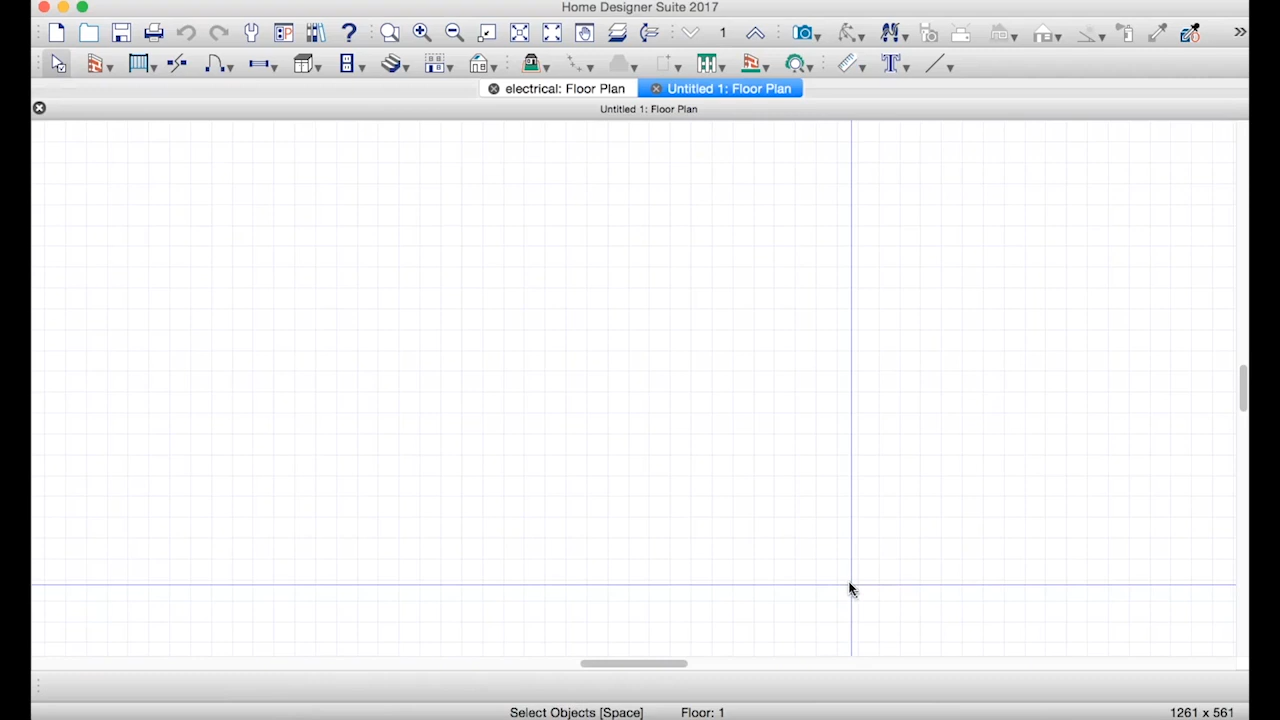 Home Designer Suite 2017
1
electrical: Floor Plan
Untitled 1: Floor Plan
Untitled 1: Floor Plan
Select Objects [Space]
Floor: 1
1261 x 561